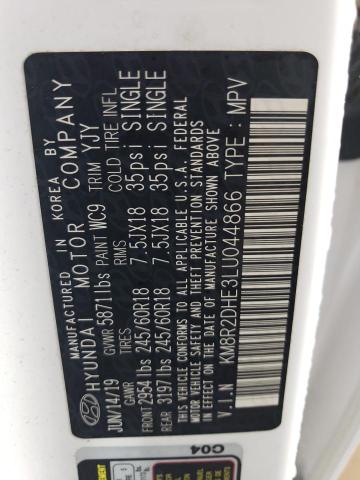 MANUFACTURED IN KOREA BY
HYUNDAI MOTOR COMPANY
JUN/14/19 GVWR 5871lbs PAINT WC9 TRIM YJY
GAWR TIRES RIMS COLD TIRE INFL
FRONT 2954 lbs 245/60R18 7.5JX18 35psi SINGLE
REAR 3197 lbs 245/60R18 7.5JX18 35psi SINGLE
THIS VEHICLE CONFORMS TO ALL APPLICABLE U.S.A. FEDERAL
MOTOR VEHICLE SAFETY AND THEFT PREVENTION STANDARDS
IN EFFECT ON THE DATE OF MANUFACTURE SHOWN ABOVE
V.I.N : KM8R2DHE3LU044866 TYPE : MPV
C04